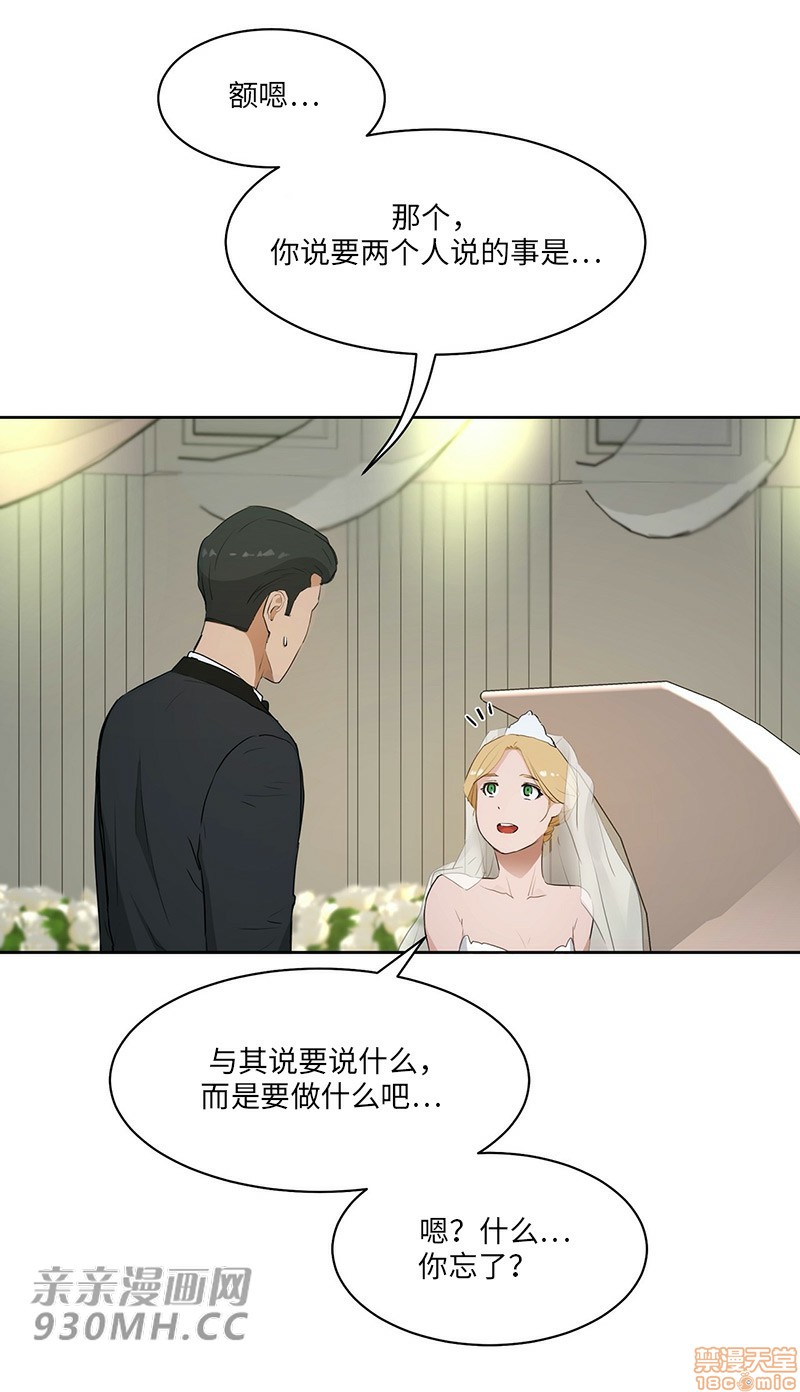 额嗯...
那个，
你说要两个人说的事是...
与其说要说什么，
而是要做什么吧...
嗯？什么...
你忘了？
亲亲漫画网
930MH.CC
禁漫天堂
18comic